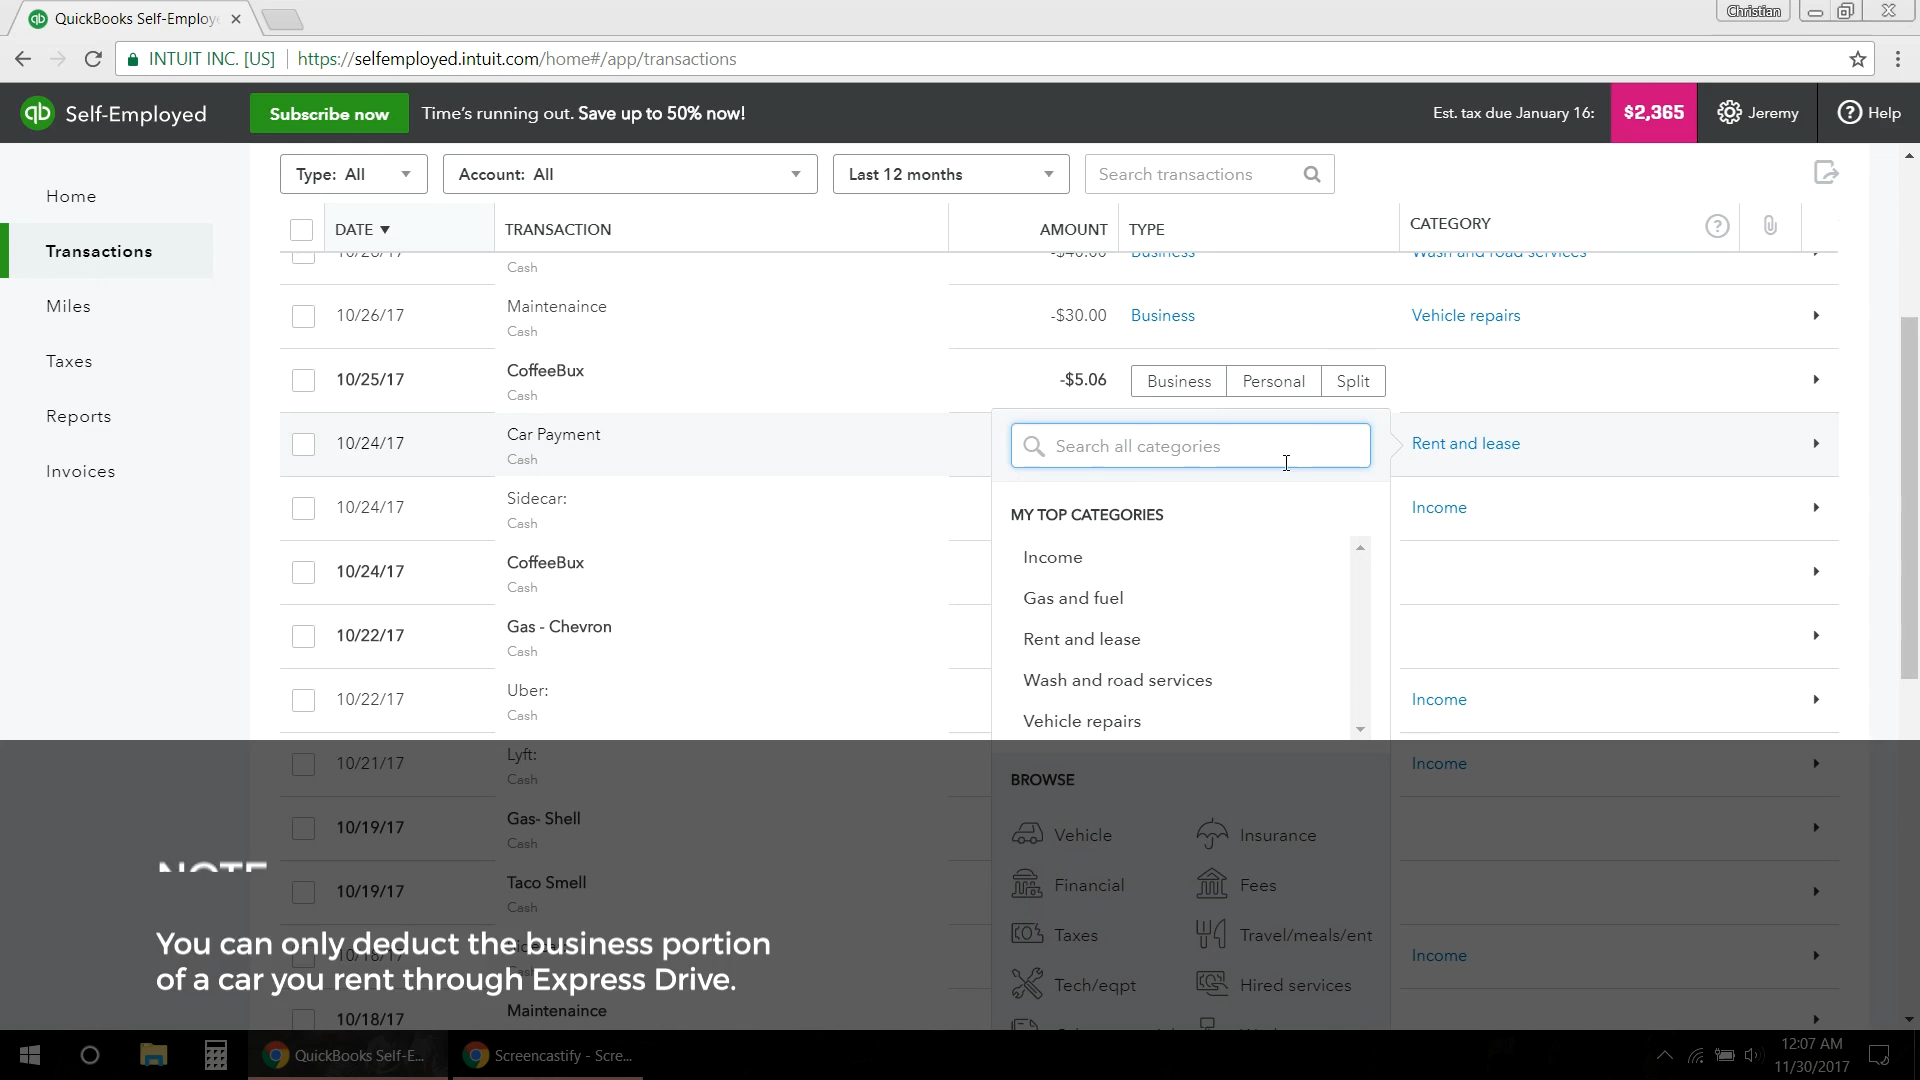 QuickBooks Self-Employ
Christian
INTUIT INC. [US]
https://selfemployed.intuit.com/home#/app/transactions
qb Self-Employed
Subscribe now
Time's running out. Save up to 50% now!
Est. tax due January 16:
$2,365
Jeremy
Help
Home
Transactions
Miles
Taxes
Reports
Invoices
Type: All
Account: All
Last 12 months
Search transactions
DATE
TRANSACTION
AMOUNT
TYPE
CATEGORY
Cash
-$40.00
Business
Wash and road services
10/26/17
Maintenaince
Cash
-$30.00
Business
Vehicle repairs
10/25/17
CoffeeBux
Cash
-$5.06
Business
Personal
Split
10/24/17
Car Payment
Cash
Rent and lease
10/24/17
Sidecar:
Cash
Income
10/24/17
CoffeeBux
Cash
10/22/17
Gas - Chevron
Cash
10/22/17
Uber:
Cash
Income
10/21/17
Lyft:
Cash
Income
10/19/17
Gas- Shell
Cash
10/19/17
Taco Smell
Cash
Income
10/18/17
Maintenaince
Search all categories
MY TOP CATEGORIES
Income
Gas and fuel
Rent and lease
Wash and road services
Vehicle repairs
BROWSE
Vehicle
Insurance
Financial
Fees
Taxes
Travel/meals/ent
Tech/eqpt
Hired services
NOTE
You can only deduct the business portion
of a car you rent through Express Drive.
QuickBooks Self-E...
Screencastify - Scre...
12:07 AM
11/30/2017